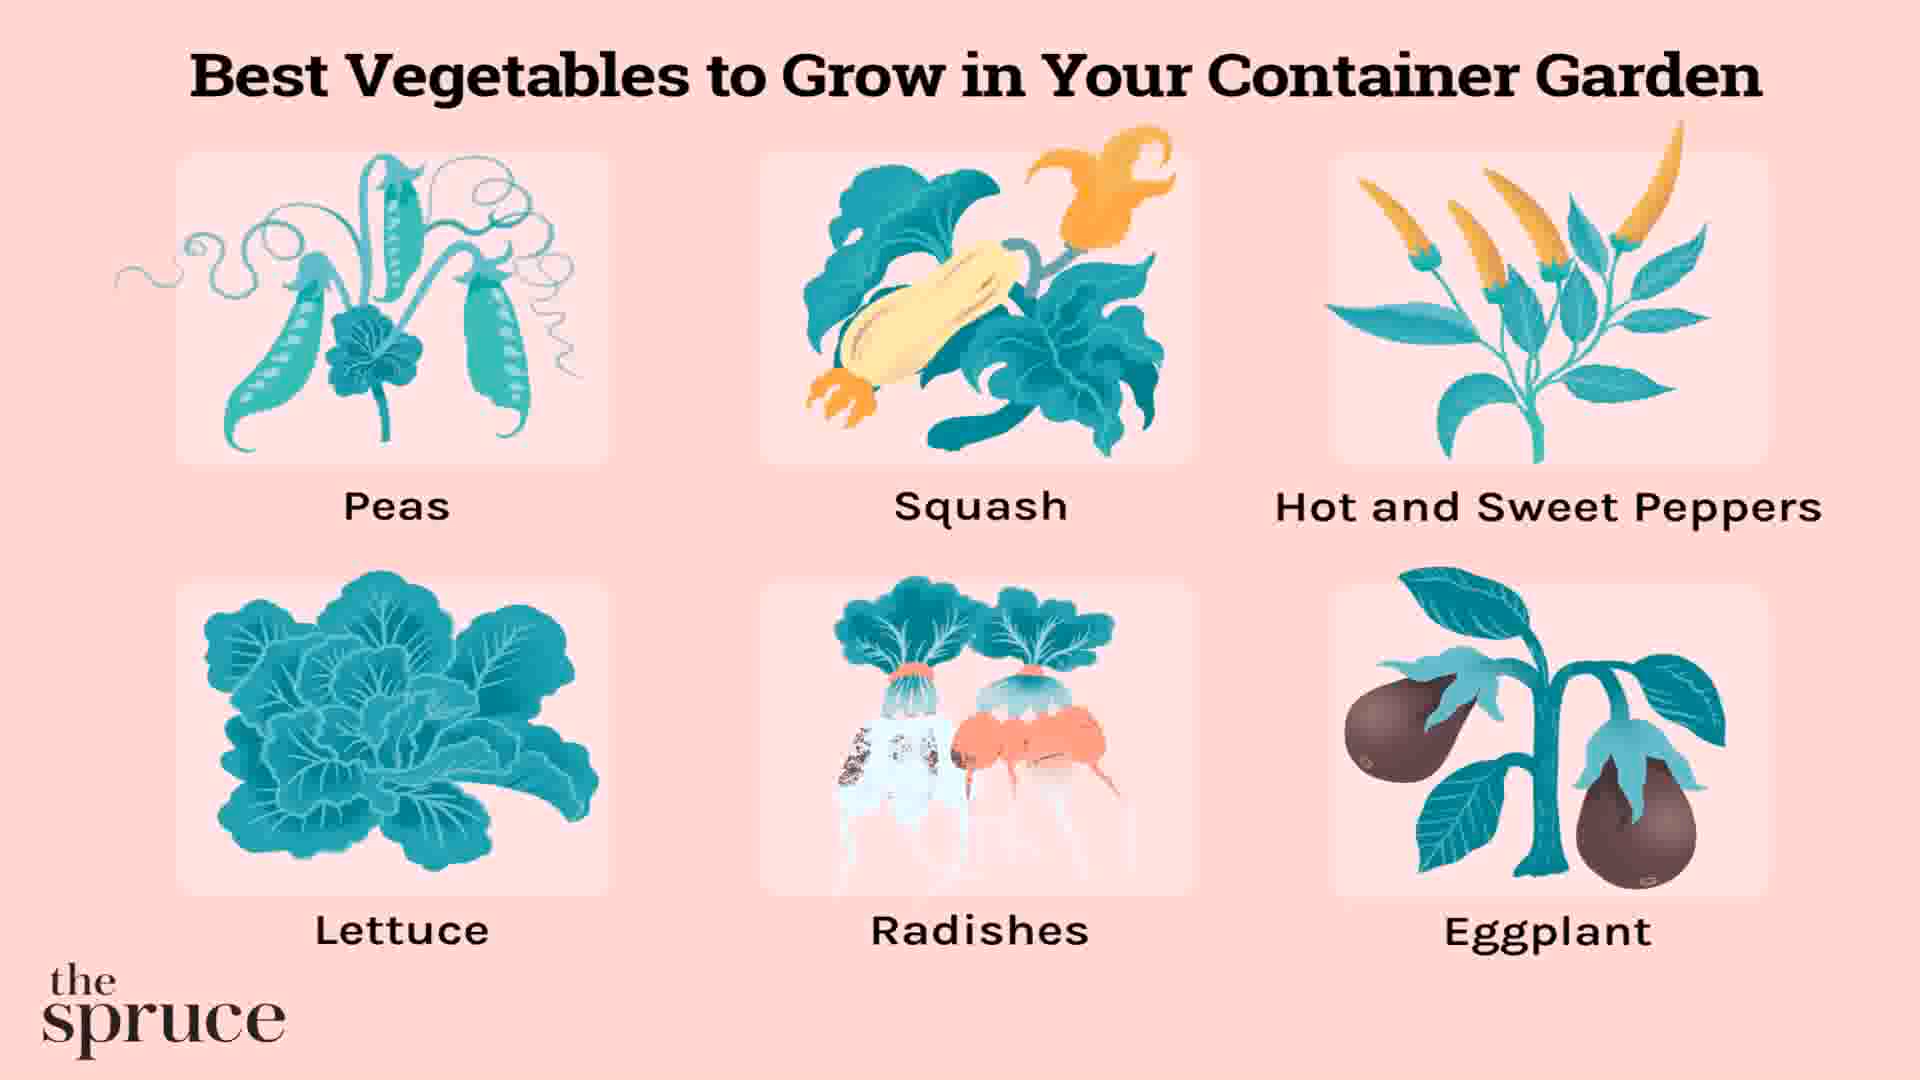 Best Vegetables to Grow in Your Container Garden
Peas
Squash
Hot and Sweet Peppers
Lettuce
Radishes
Eggplant
the
spruce